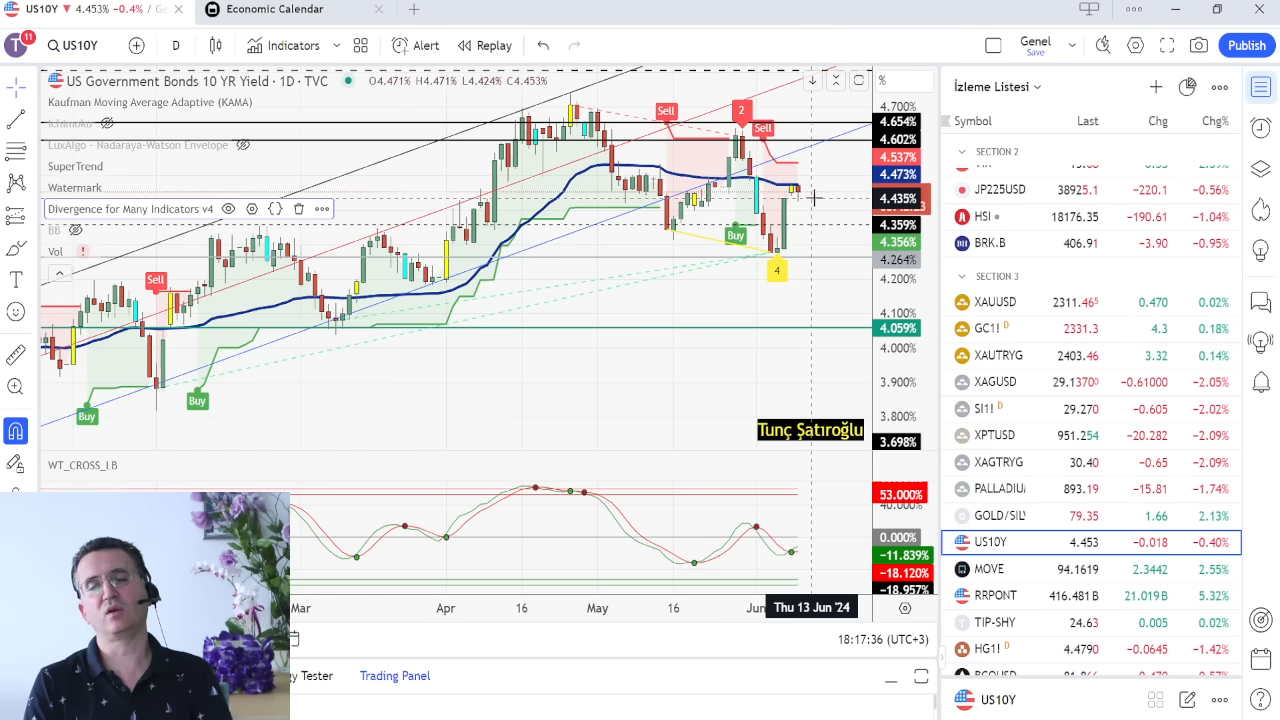 US10Y 4.453% −0.4% / Ge
Economic Calendar
T 11 US10Y D Indicators Alert Replay Genel Save Publish
US Government Bonds 10 YR Yield · 1D · TVC O4.471% H4.471% L4.424% C4.453% %
Kaufman Moving Average Adaptive (KAMA)
Ichimoku
LuxAlgo - Nadaraya-Watson Envelope
SuperTrend
Watermark
Divergence for Many Indicators v4
BB
Vol
Sell
Buy
Buy
Sell
2
Sell
Buy
4
4.700%
4.654%
4.602%
4.537%
4.473%
4.435%
4.359%
4.356%
4.264%
4.200%
4.100%
4.059%
4.000%
3.900%
3.800%
3.698%
Tunç Şatıroğlu
WT_CROSS_LB
53.000%
40.000%
0.000%
−11.839%
−18.120%
−18.957%
Mar Apr 16 May 16 Jun Thu 13 Jun '24
18:17:36 (UTC+3)
y Tester Trading Panel
İzleme Listesi
Symbol Last Chg Chg%
SECTION 2
JP225USD 38925.1 −220.1 −0.56%
HSI 18176.35 −190.61 −1.04%
BRK.B 406.91 −3.90 −0.95%
SECTION 3
XAUUSD 2311.465 0.470 0.02%
GC1! D 2331.3 4.3 0.18%
XAUTRYG 2403.46 3.32 0.14%
XAGUSD 29.13700 −0.61000 −2.05%
SI1! D 29.270 −0.605 −2.02%
XPTUSD 951.254 −20.282 −2.09%
XAGTRYG 30.40 −0.65 −2.09%
PALLADIU 893.19 −15.81 −1.74%
GOLD/SIL 79.35 1.66 2.13%
US10Y 4.453 −0.018 −0.40%
MOVE 94.1619 2.3442 2.55%
RRPONT 416.481 B 21.019 B 5.32%
TIP-SHY 24.63 0.005 0.02%
HG1! D 4.4790 −0.0645 −1.42%
US10Y